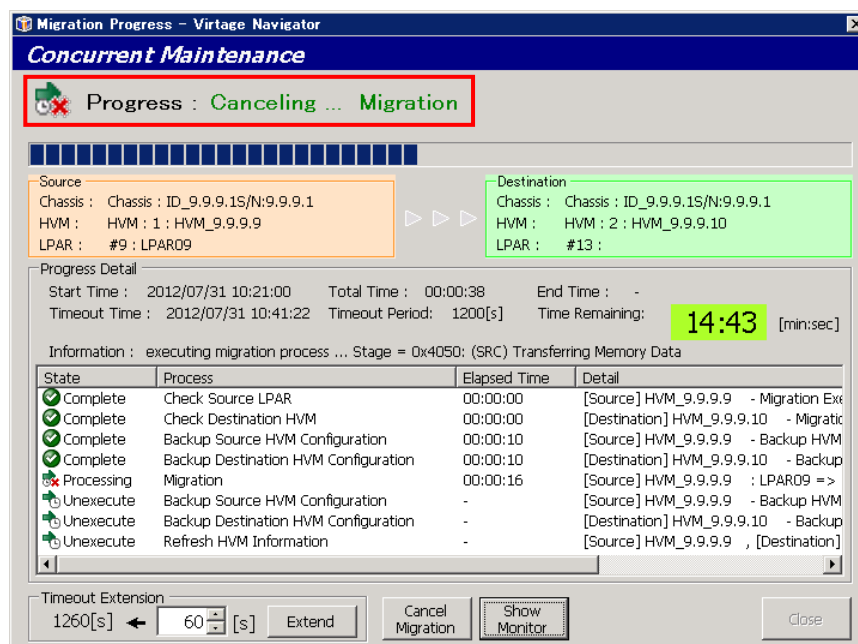 Migration Progress - Virtage Navigator
Concurrent Maintenance
Progress : Canceling ... Migration
Source
Chassis : Chassis : ID_9.9.9.1S/N:9.9.9.1
HVM : HVM : 1 : HVM_9.9.9.9
LPAR : #9 : LPAR09
Destination
Chassis : Chassis : ID_9.9.9.1S/N:9.9.9.1
HVM : HVM : 2 : HVM_9.9.9.10
LPAR : #13 :
Progress Detail
Start Time : 2012/07/31 10:21:00 Total Time : 00:00:38 End Time : -
Timeout Time : 2012/07/31 10:41:22 Timeout Period: 1200[s] Time Remaining: 14:43 [min:sec]
Information : executing migration process ... Stage = 0x4050: (SRC) Transferring Memory Data
State Process Elapsed Time Detail
Complete Check Source LPAR 00:00:00 [Source] HVM_9.9.9.9 - Migration Exe
Complete Check Destination HVM 00:00:00 [Destination] HVM_9.9.9.10 - Migratic
Complete Backup Source HVM Configuration 00:00:10 [Source] HVM_9.9.9.9 - Backup HVM
Complete Backup Destination HVM Configuration 00:00:10 [Destination] HVM_9.9.9.10 - Backup
Processing Migration 00:00:16 [Source] HVM_9.9.9.9 : LPAR09 =>
Unexecute Backup Source HVM Configuration - [Source] HVM_9.9.9.9 - Backup HVM
Unexecute Backup Destination HVM Configuration - [Destination] HVM_9.9.9.10 - Backup
Unexecute Refresh HVM Information - [Source] HVM_9.9.9.9 , [Destination]
Timeout Extension
1260[s] 60 [s] Extend
Cancel Migration
Show Monitor
Close